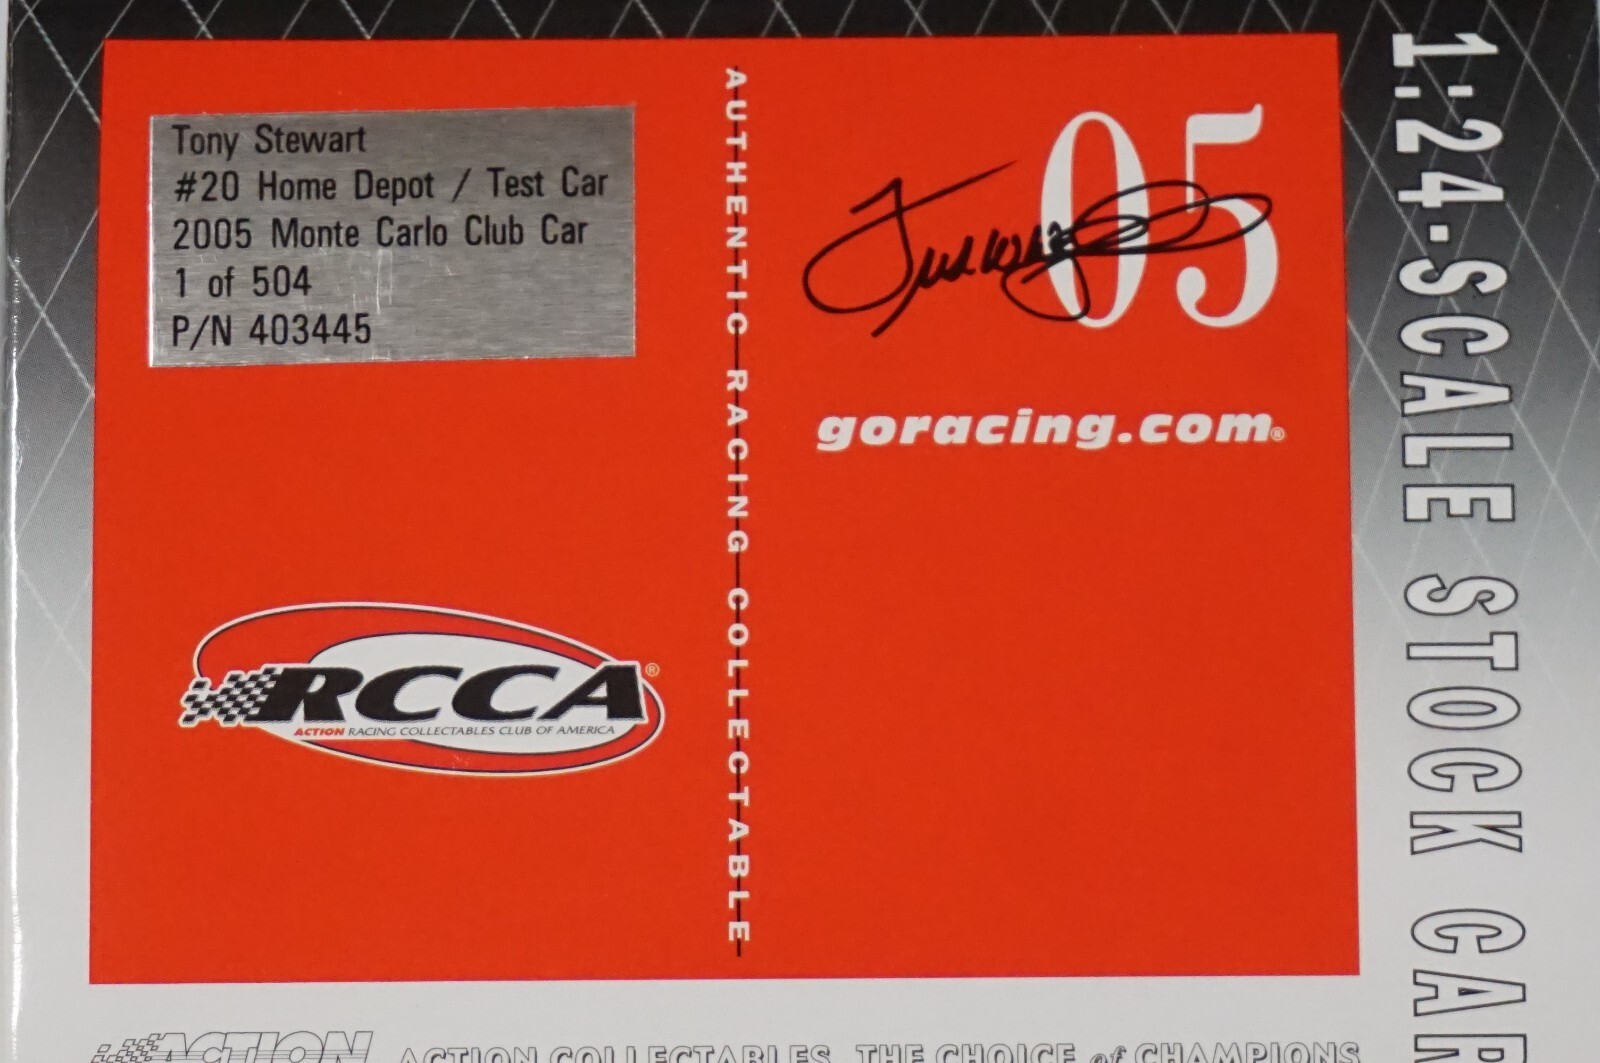 Tony Stewart
#20 Home Depot / Test Car
2005 Monte Carlo Club Car
1 of 504
P/N 403445
AUTHENTIC RACING COLLECTABLE
05
goracing.com®
RCCA®
ACTION RACING COLLECTABLES CLUB OF AMERICA
1:24-SCALE STOCK CAR
ACTION
ACTION COLLECTABLES THE CHOICE of CHAMPIONS